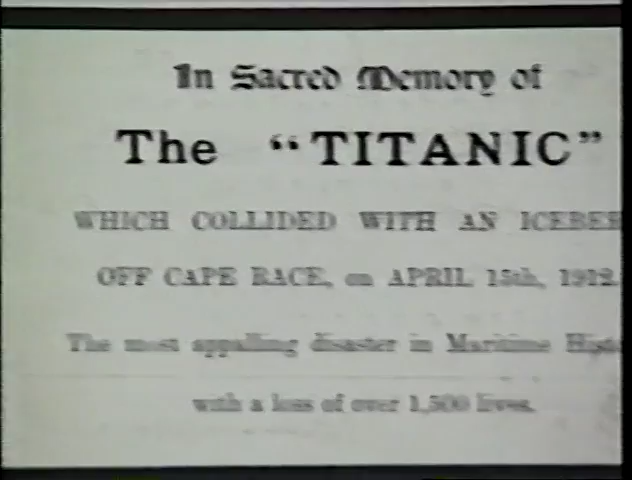 In Sacred Memory of
The "TITANIC"
WHICH COLLIDED WITH AN ICEBER
OFF CAPE RACE, on APRIL 15th, 1912.
The most appalling disaster in Maritime Histo
with a loss of over 1,500 lives.